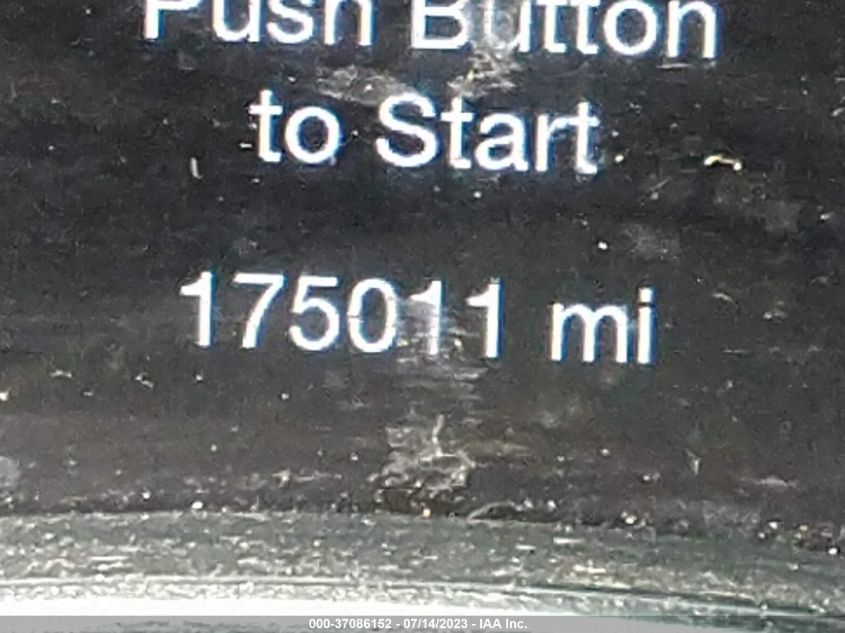 Push Button
to Start
175011 mi
000-37086152 - 07/14/2023 - IAA Inc.